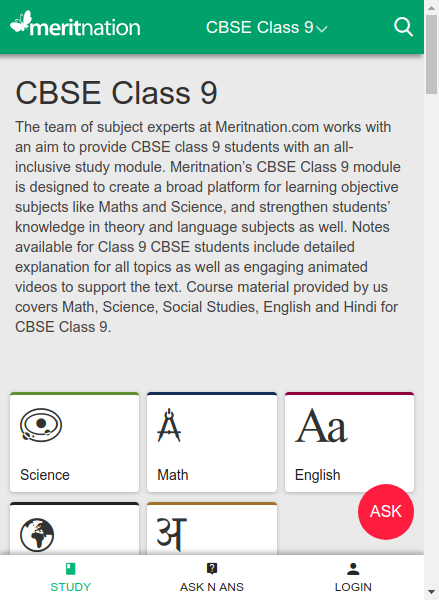 meritnation
CBSE Class 9
CBSE Class 9
The team of subject experts at Meritnation.com works with
an aim to provide CBSE class 9 students with an all-
inclusive study module. Meritnation’s CBSE Class 9 module
is designed to create a broad platform for learning objective
subjects like Maths and Science, and strengthen students’
knowledge in theory and language subjects as well. Notes
available for Class 9 CBSE students include detailed
explanation for all topics as well as engaging animated
videos to support the text. Course material provided by us
covers Math, Science, Social Studies, English and Hindi for
CBSE Class 9.
Aa
Science
Math
English
ASK
अ
STUDY
ASK N ANS
LOGIN